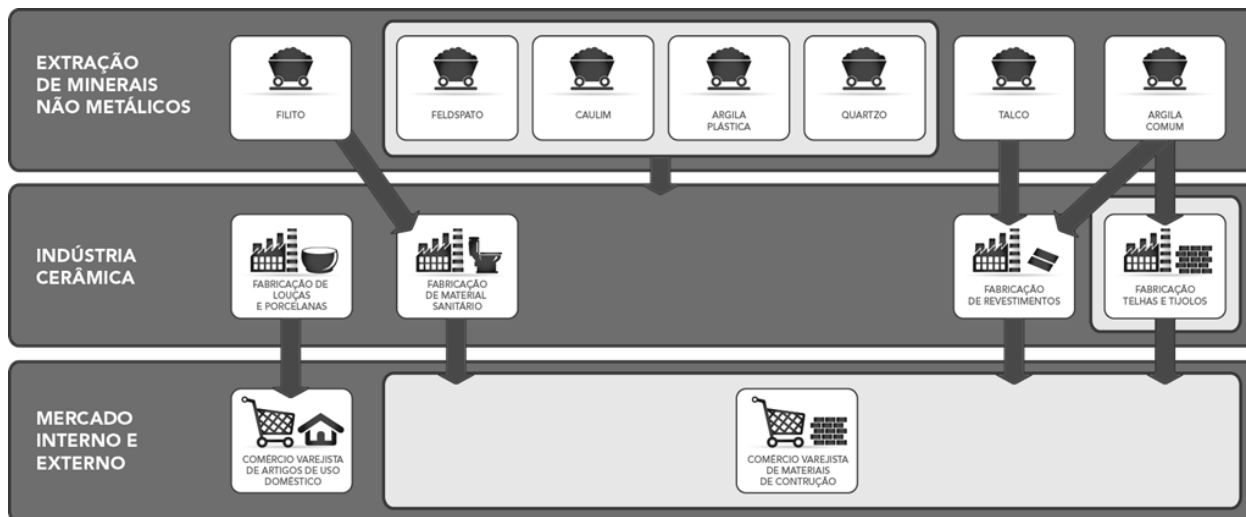 EXTRAÇÃO
DE MINERAIS
NÃO METÁLICOS
FILITO
FELDSPATO
CAULIM
ARGILA
PLÁSTICA
QUARTZO
TALCO
ARGILA
COMUM
INDÚSTRIA
CERÂMICA
FABRICAÇÃO DE
LOUÇAS
E PORCELANAS
FABRICAÇÃO
DE MATERIAL
SANITÁRIO
FABRICAÇÃO
DE REVESTIMENTOS
FABRICAÇÃO
TELHAS E TIJOLOS
MERCADO
INTERNO E
EXTERNO
COMÉRCIO VAREJISTA
DE ARTIGOS DE USO
DOMÉSTICO
COMÉRCIO VAREJISTA
DE MATERIAIS
DE CONTRUÇÃO